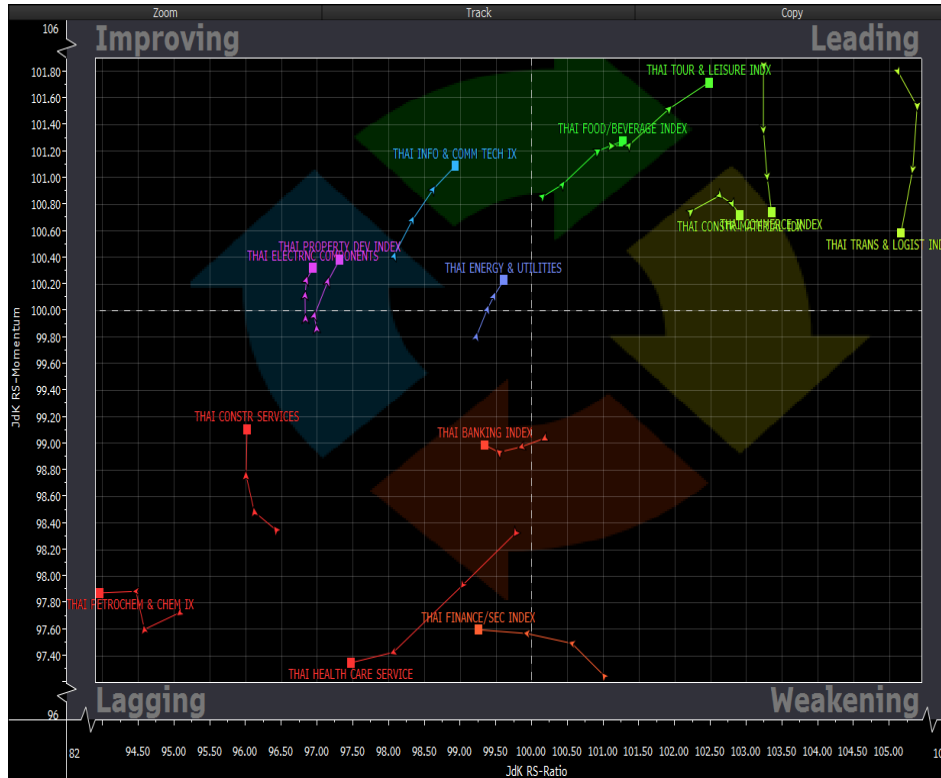 Zoom
Track
Copy
106
Improving
Leading
101.80
101.60
101.40
101.20
101.00
100.80
100.60
100.40
100.20
100.00
99.80
99.60
99.40
99.20
99.00
98.80
98.60
98.40
98.20
98.00
97.80
97.60
97.40
96
JdK RS-Momentum
THAI TOUR & LEISURE INDX
THAI FOOD/BEVERAGE INDEX
THAI INFO & COMM TECH IX
THAI PROPERTY DEV INDEX
THAI ELECTRNC COMPONENTS
THAI ENERGY & UTILITIES
THAI CONSTR MATERIAL IDX
THAI COMMERCE INDEX
THAI TRANS & LOGIST IND
THAI CONSTR SERVICES
THAI BANKING INDEX
THAI PETROCHEM & CHEM IX
THAI FINANCE/SEC INDEX
THAI HEALTH CARE SERVICE
Lagging
Weakening
82
94.50
95.00
95.50
96.00
96.50
97.00
97.50
98.00
98.50
99.00
99.50
100.00
100.50
101.00
101.50
102.00
102.50
103.00
103.50
104.00
104.50
105.00
10
JdK RS-Ratio